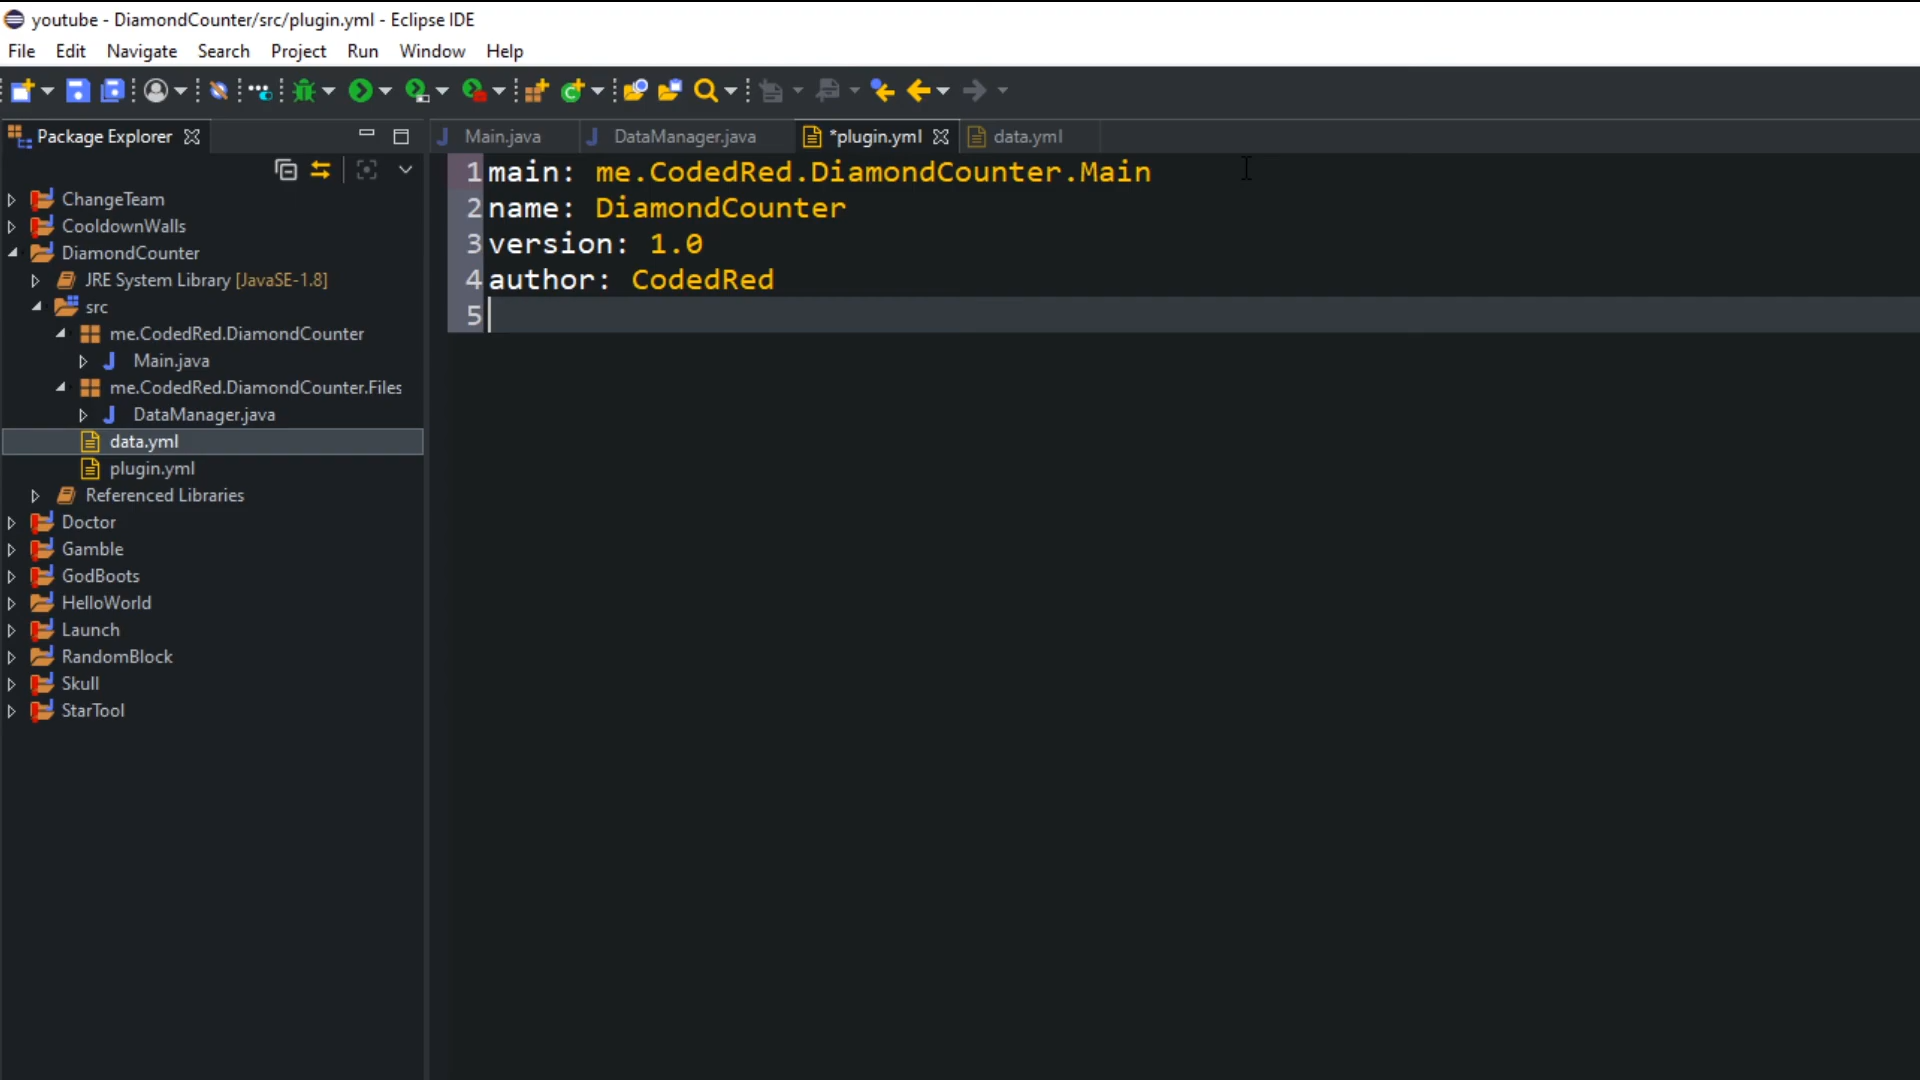 youtube - DiamondCounter/src/plugin.yml - Eclipse IDE
File Edit Navigate Search Project Run Window Help
Package Explorer
Main.java DataManager.java *plugin.yml data.yml
ChangeTeam
CooldownWalls
DiamondCounter
JRE System Library [JavaSE-1.8]
src
me.CodedRed.DiamondCounter
Main.java
me.CodedRed.DiamondCounter.Files
DataManager.java
data.yml
plugin.yml
Referenced Libraries
Doctor
Gamble
GodBoots
HelloWorld
Launch
RandomBlock
Skull
StarTool
1 main: me.CodedRed.DiamondCounter.Main
2 name: DiamondCounter
3 version: 1.0
4 author: CodedRed
5